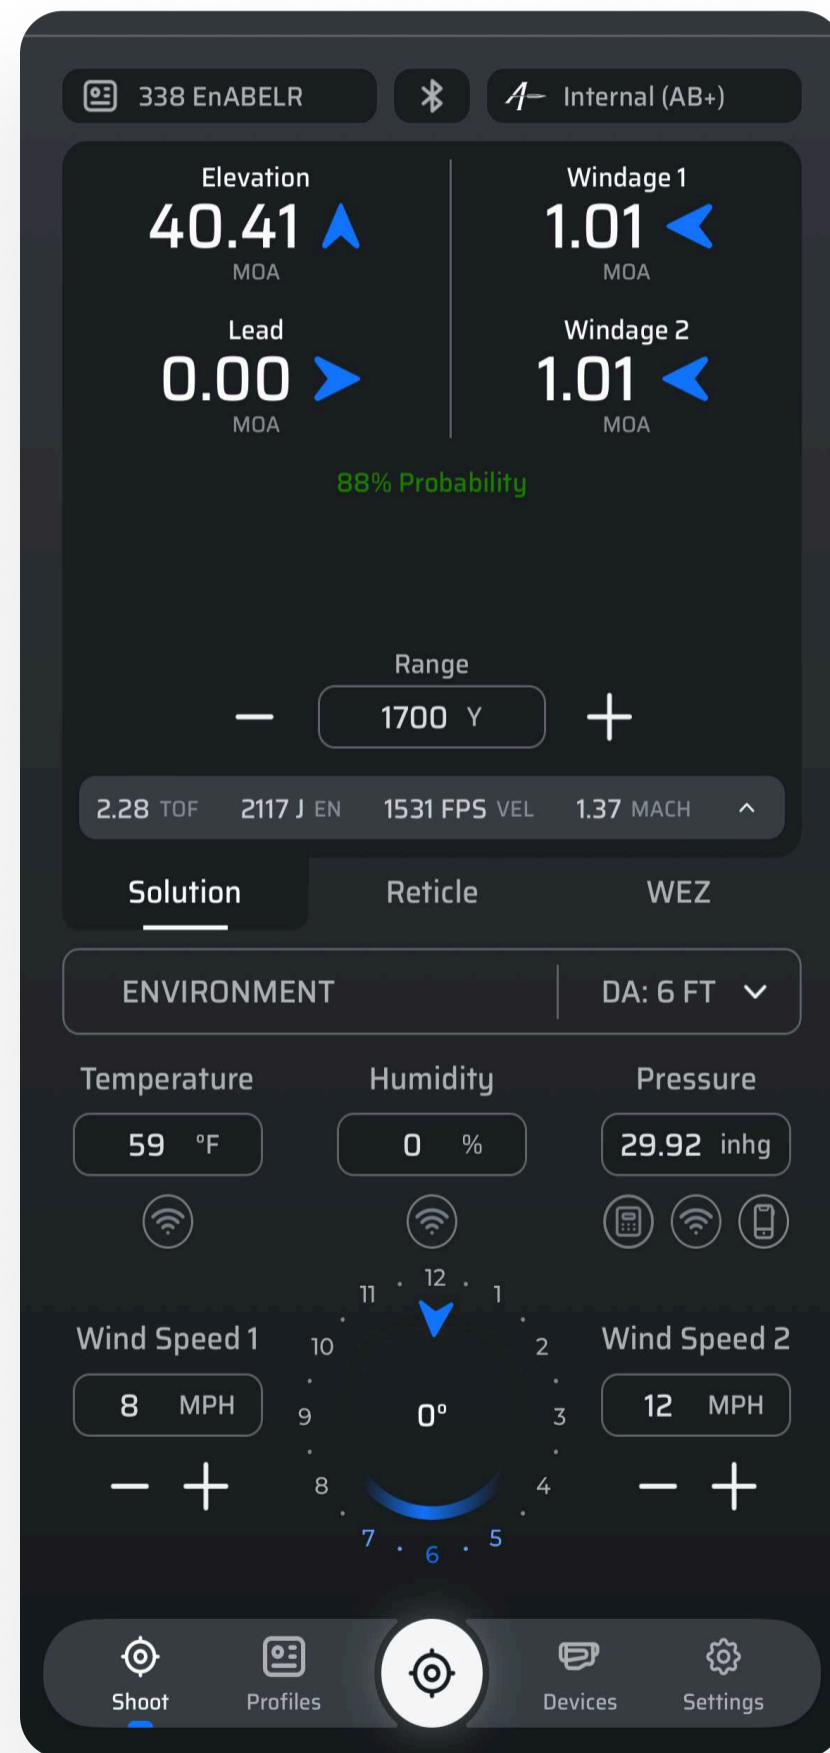 338 EnABELR
Internal (AB+)
Elevation
40.41
MOA
Windage 1
1.01
MOA
Lead
0.00
MOA
Windage 2
1.01
MOA
88% Probability
Range
1700 Y
2.28 TOF 2117 J EN 1531 FPS VEL 1.37 MACH
Solution Reticle WEZ
ENVIRONMENT DA: 6 FT
Temperature Humidity Pressure
59 °F 0 % 29.92 inhg
Wind Speed 1
8 MPH
12
1
2
3
4
5
6
7
8
9
10
11
0°
Wind Speed 2
12 MPH
Shoot Profiles Devices Settings